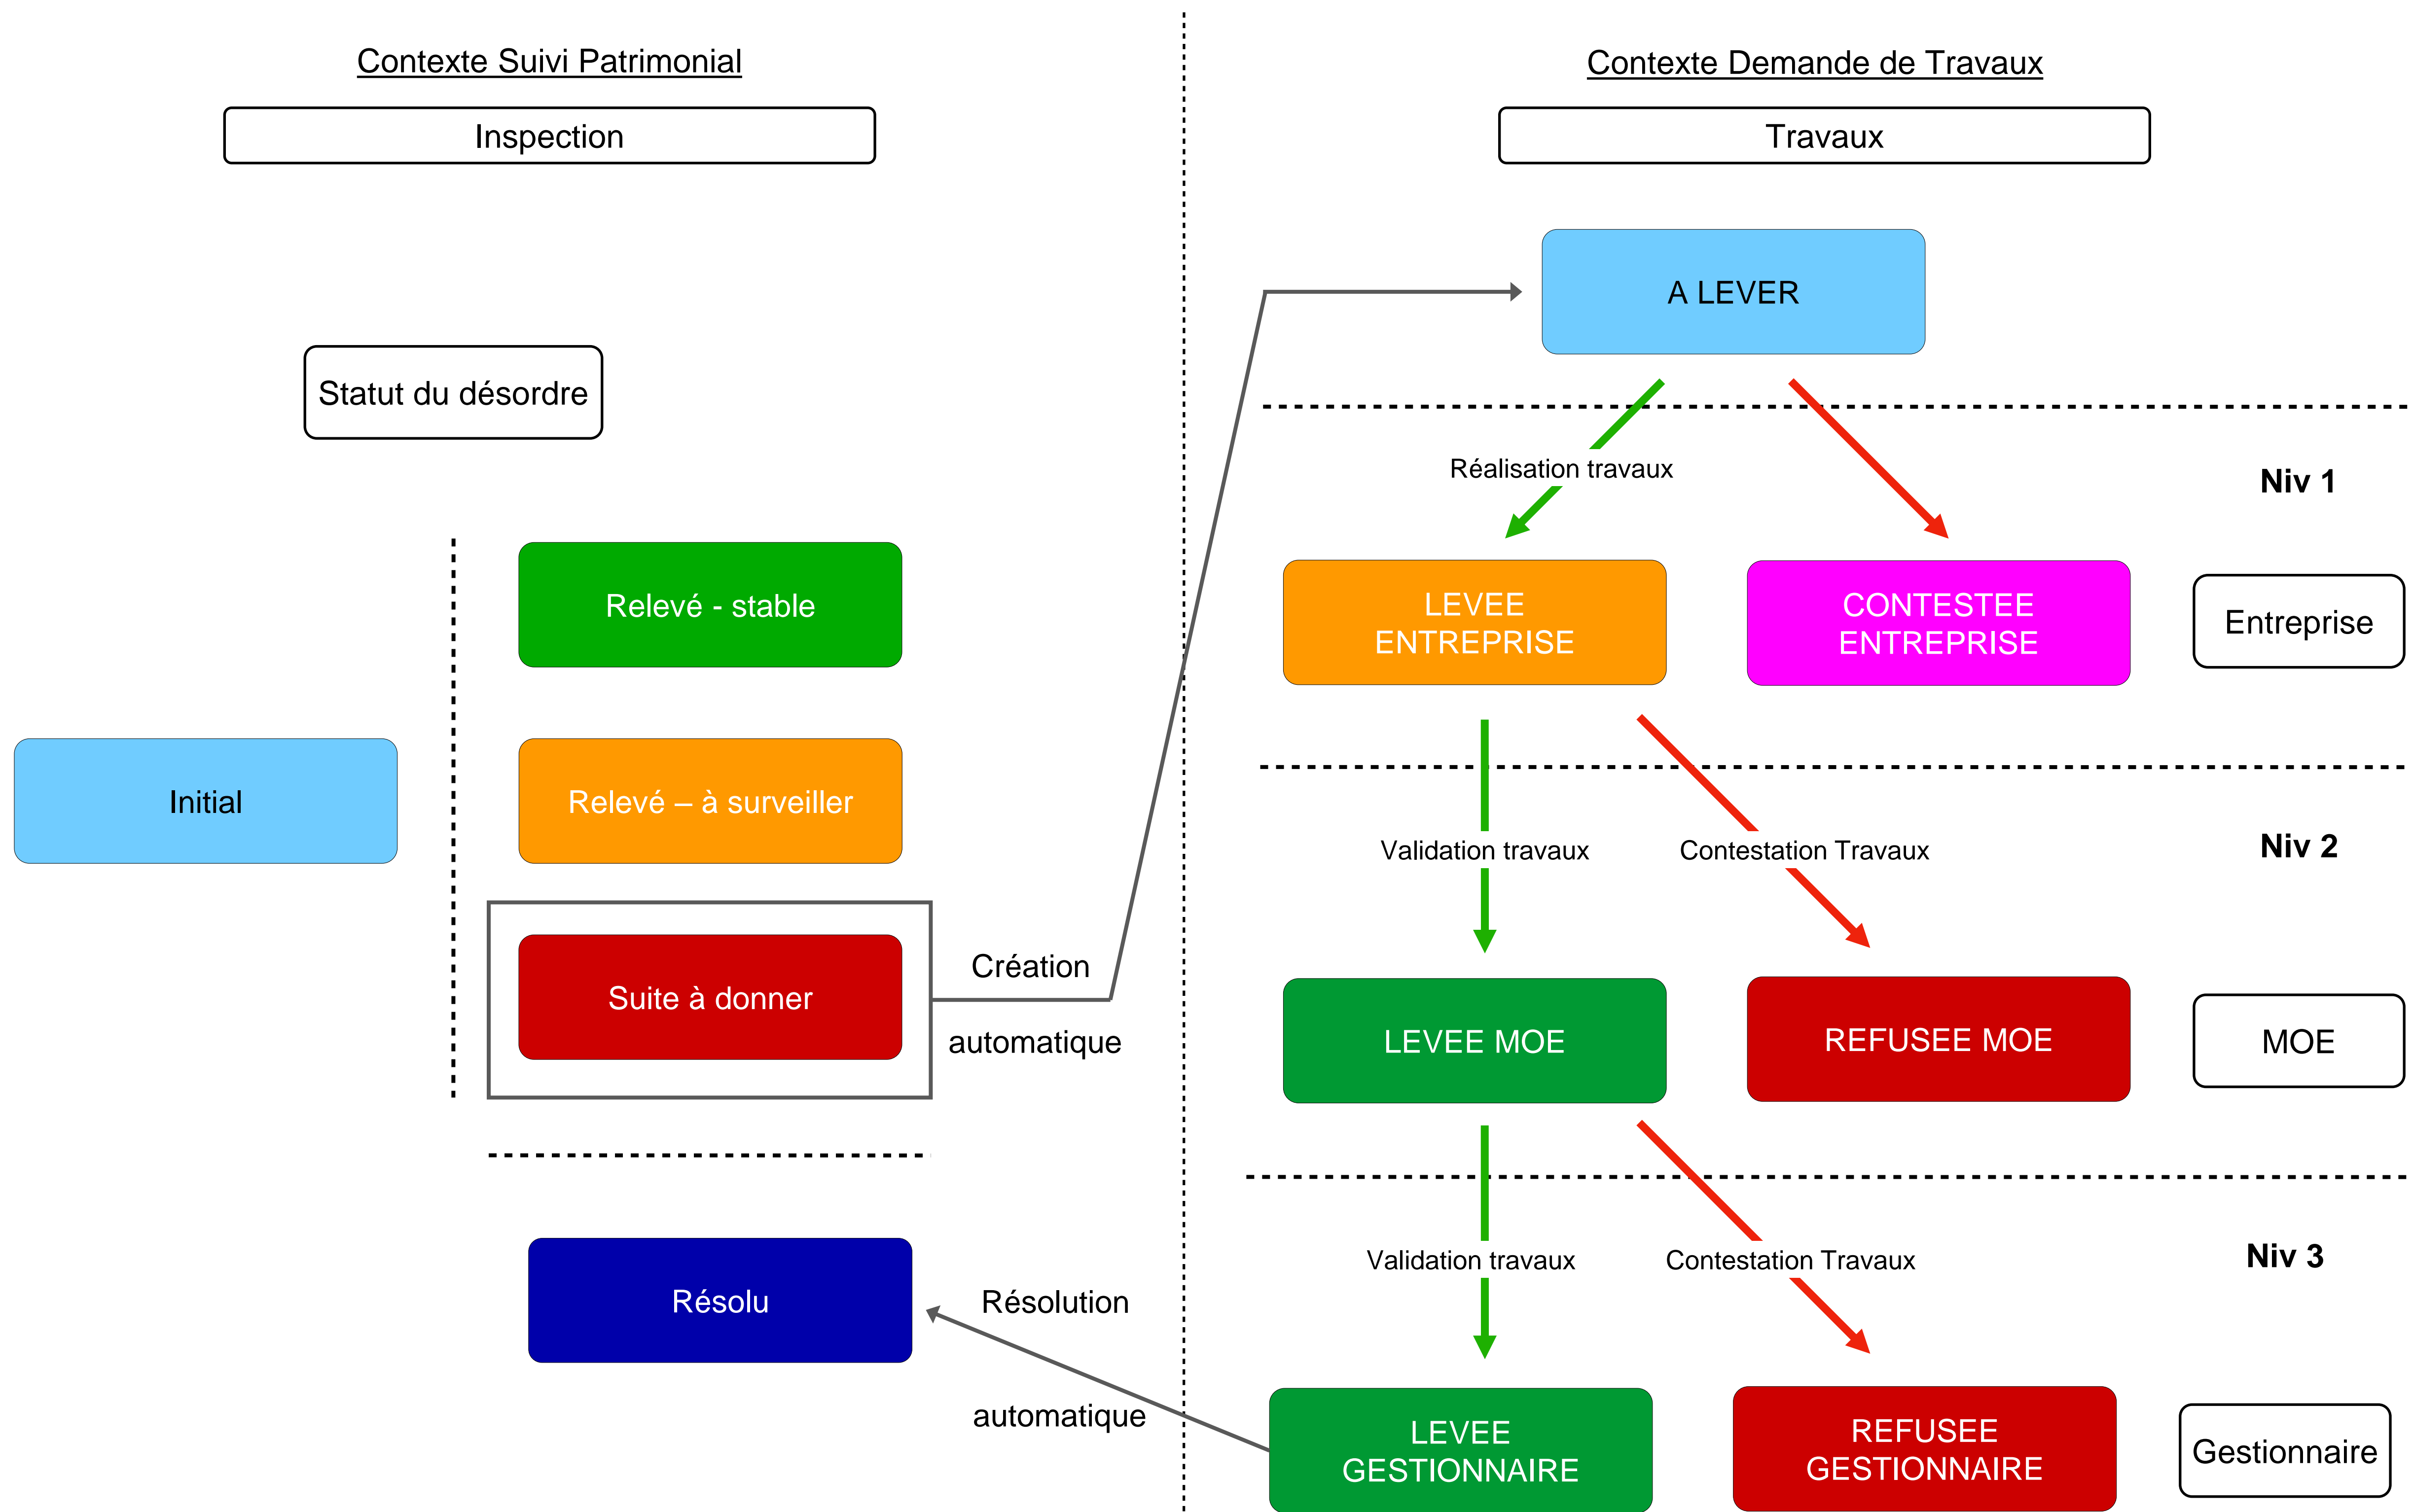 Contexte Suivi Patrimonial
Inspection
Statut du désordre
Relevé - stable
Initial
Relevé – à surveiller
Suite à donner
Création
automatique
Résolu
Résolution
automatique
Contexte Demande de Travaux
Travaux
A LEVER
Réalisation travaux
Niv 1
LEVEE
ENTREPRISE
CONTESTEE
ENTREPRISE
Entreprise
Validation travaux
Contestation Travaux
Niv 2
LEVEE MOE
REFUSEE MOE
MOE
Validation travaux
Contestation Travaux
Niv 3
LEVEE
GESTIONNAIRE
REFUSEE
GESTIONNAIRE
Gestionnaire